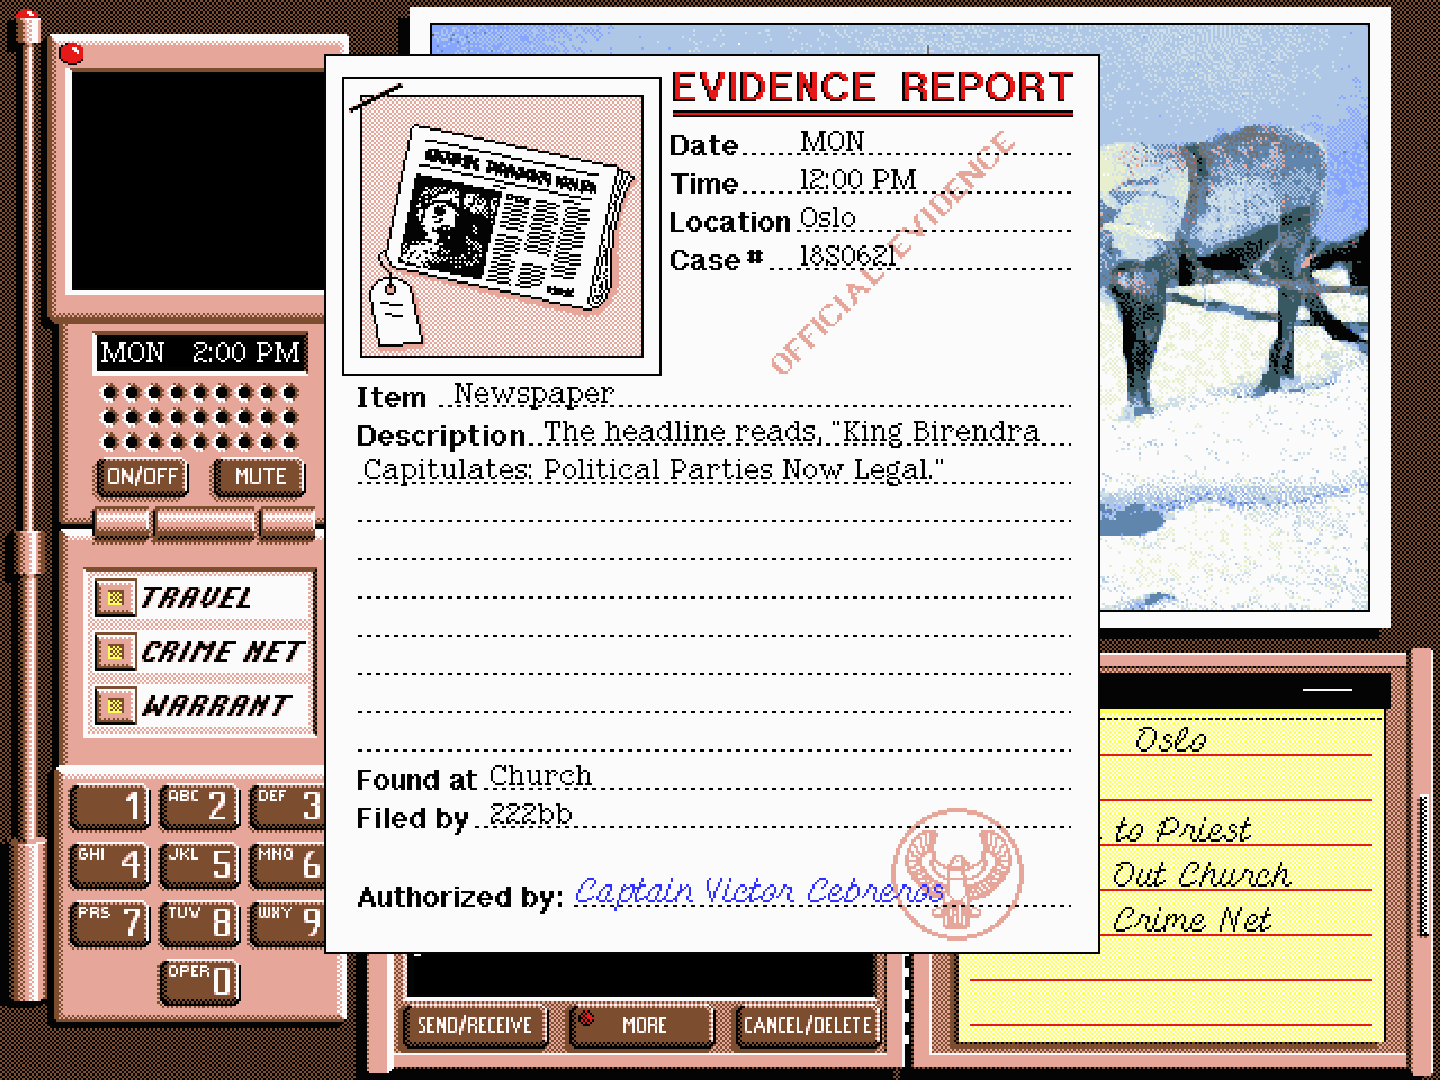 EVIDENCE REPORT
Date MON
Time 12:00 PM
Location Oslo
Case # 18S0621
OFFICIAL EVIDENCE
Item Newspaper
Description The headline reads, "King Birendra
Capitulates: Political Parties Now Legal."
Found at Church
Filed by 222bb
Authorized by: Captain Victor Cebreros
MON 2:00 PM
ON/OFF MUTE
TRAVEL
CRIME NET
WARRANT
1 ABC 2 DEF 3
GHI 4 JKL 5 MNO 6
PRS 7 TUV 8 WXY 9
OPER 0
SEND/RECEIVE MORE CANCEL/DELETE
Oslo
to Priest
Out Church
Crime Net